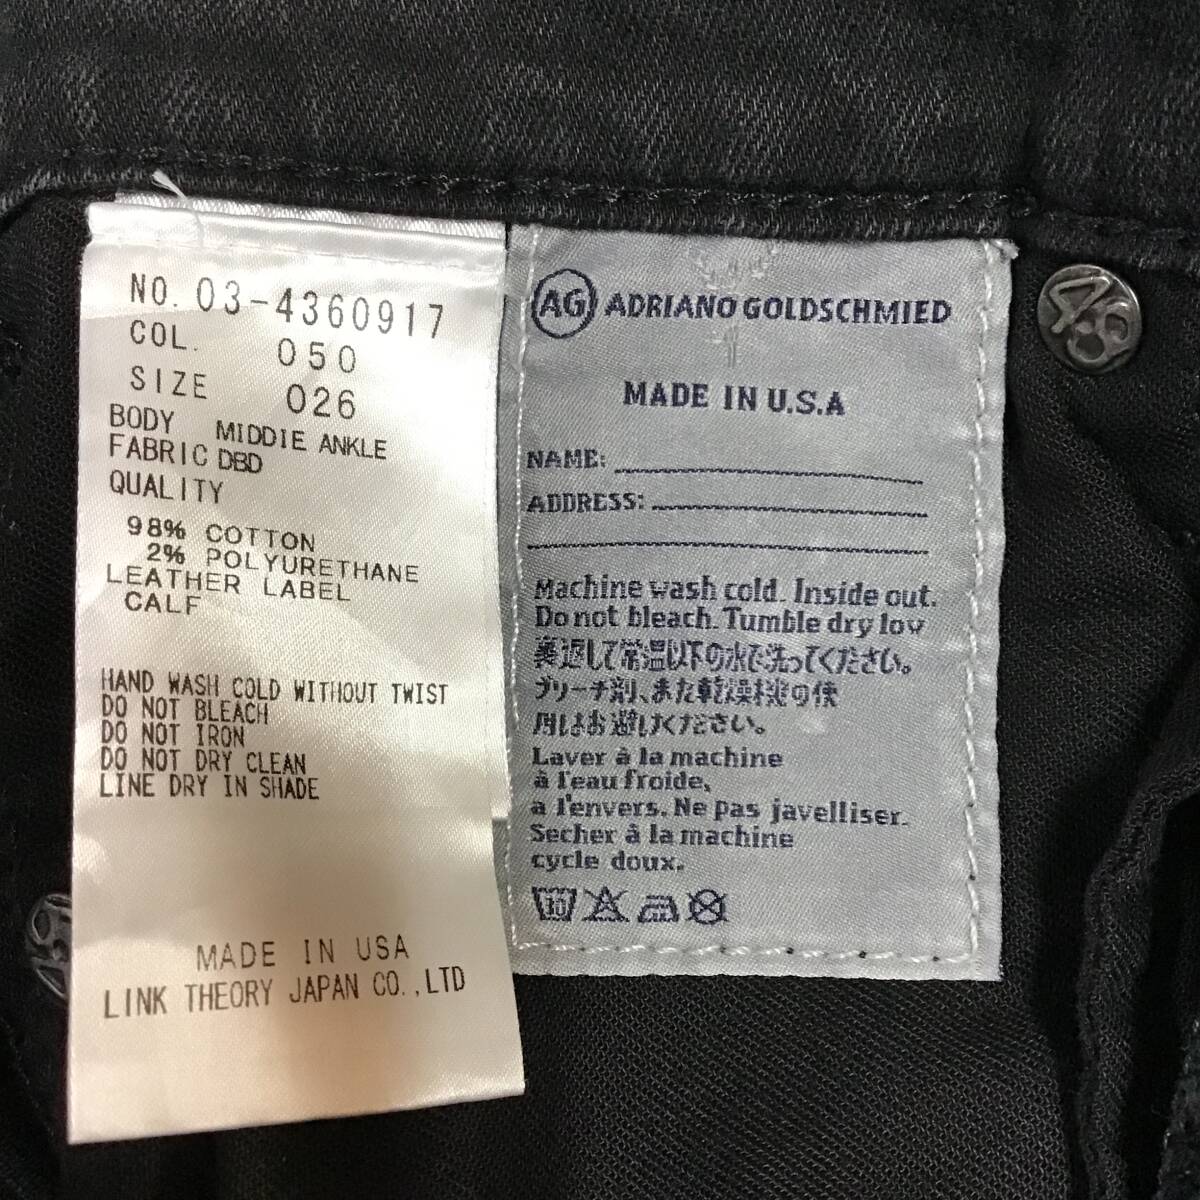 NO. 03-4360917
COL. 050
SIZE 026
BODY MIDDIE ANKLE
FABRIC DBD
QUALITY
98% COTTON
2% POLYURETHANE
LEATHER LABEL
CALF
HAND WASH COLD WITHOUT TWIST
DO NOT BLEACH
DO NOT IRON
DO NOT DRY CLEAN
LINE DRY IN SHADE
MADE IN USA
LINK THEORY JAPAN CO.,LTD
AG ADRIANO GOLDSCHMIED
MADE IN U.S.A
NAME:
ADDRESS:
Machine wash cold. Inside out.
Do not bleach. Tumble dry low
裏返して常温以下の水で洗ってください。
ブリーチ剤、また乾燥機の使
用はお避けください。
Laver à la machine
à l'eau froide,
a l'envers. Ne pas javelliser.
Secher à la machine
cycle doux.
30